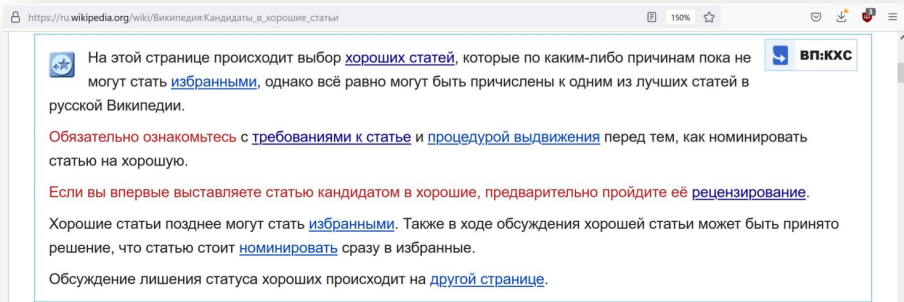 https://ru.wikipedia.org/wiki/Википедия:Кандидаты_в_хорошие_статьи
150%
3
На этой странице происходит выбор хороших статей, которые по каким-либо причинам пока не
могут стать избранными, однако всё равно могут быть причислены к одним из лучших статей в
русской Википедии.
ВП:КХС
Обязательно ознакомьтесь с требованиями к статье и процедурой выдвижения перед тем, как номинировать
статью на хорошую.
Если вы впервые выставляете статью кандидатом в хорошие, предварительно пройдите её рецензирование.
Хорошие статьи позднее могут стать избранными. Также в ходе обсуждения хорошей статьи может быть принято
решение, что статью стоит номинировать сразу в избранные.
Обсуждение лишения статуса хороших происходит на другой странице.